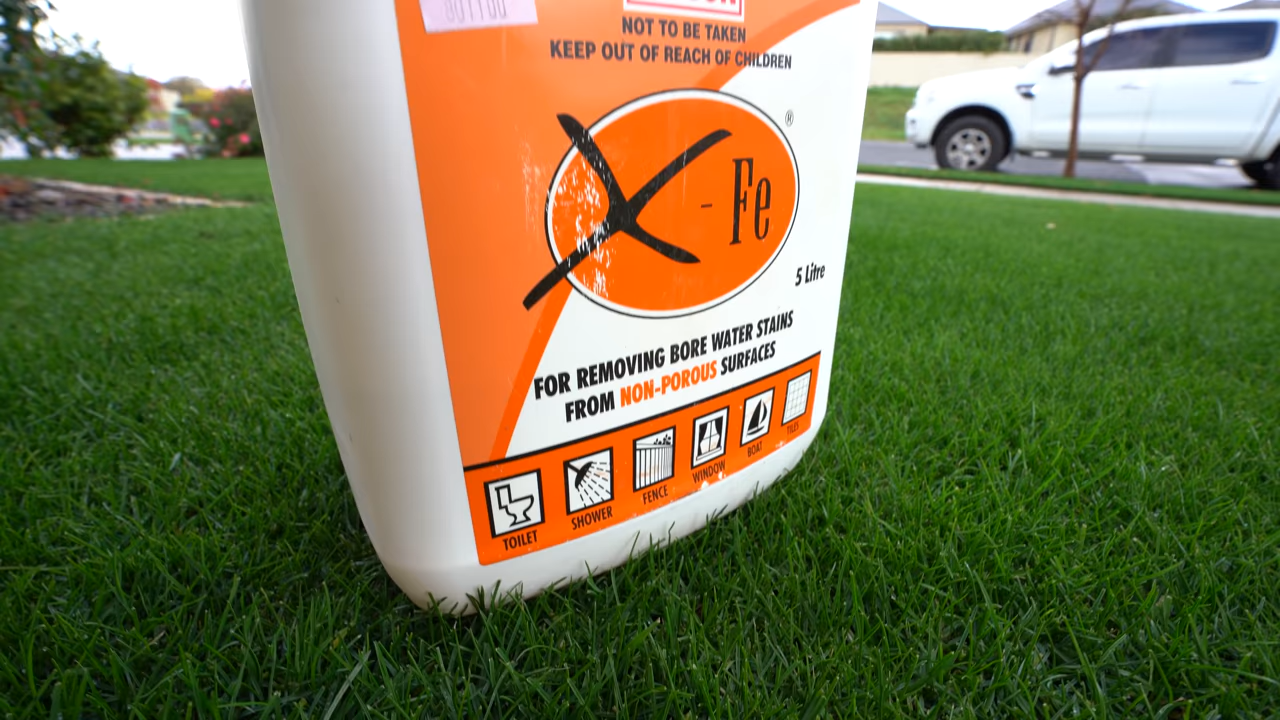 NOT TO BE TAKEN
KEEP OUT OF REACH OF CHILDREN
®
X - Fe
5 Litre
FOR REMOVING BORE WATER STAINS
FROM NON-POROUS SURFACES
TOILET
SHOWER
FENCE
WINDOW
BOAT
TILES